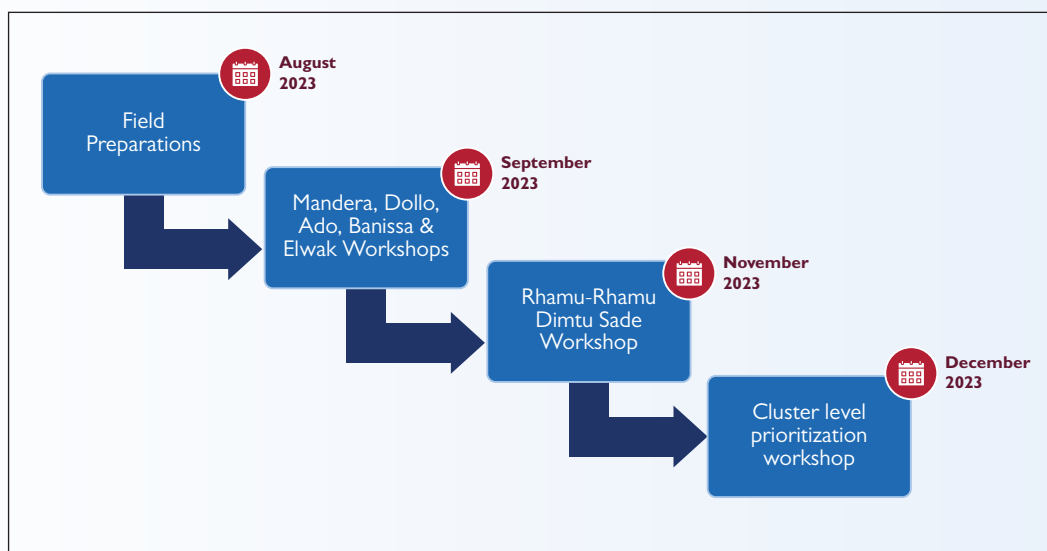 August
2023
Field
Preparations
September
2023
Mandera, Dollo,
Ado, Banissa &
Elwak Workshops
November
2023
Rhamu-Rhamu
Dimtu Sade
Workshop
December
2023
Cluster level
prioritization
workshop